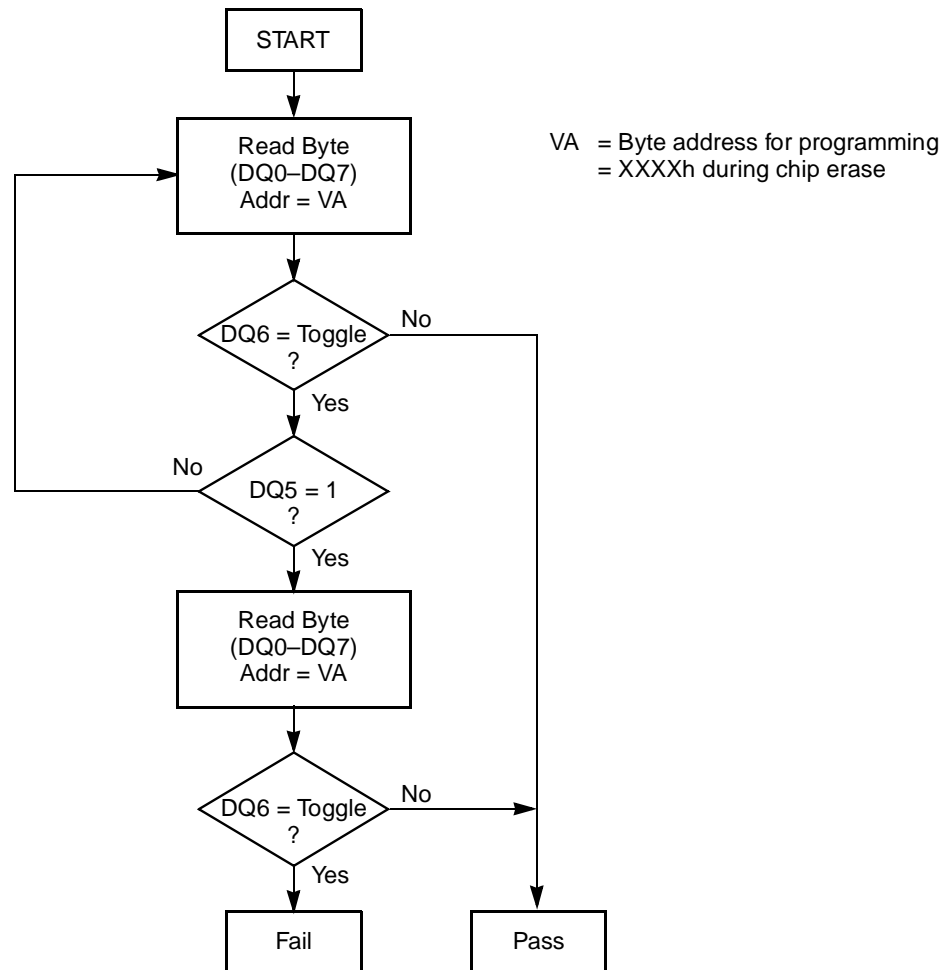 START
Read Byte
(DQ0–DQ7)
Addr = VA
VA = Byte address for programming
= XXXXh during chip erase
DQ6 = Toggle
?
No
Yes
DQ5 = 1
?
No
Yes
Read Byte
(DQ0–DQ7)
Addr = VA
DQ6 = Toggle
?
No
Yes
Fail
Pass